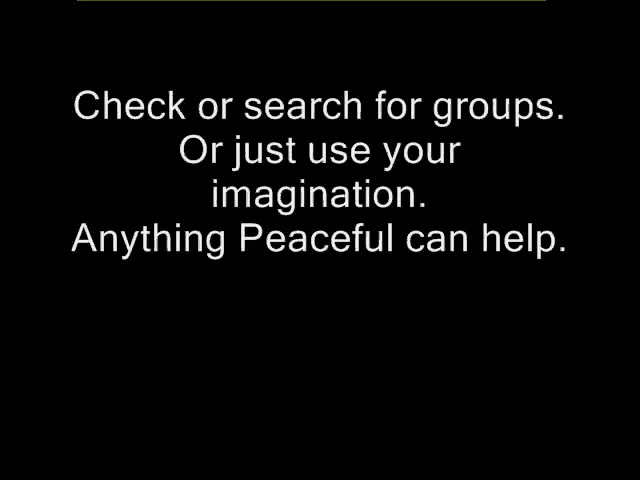 Check or search for groups.
Or just use your
imagination.
Anything Peaceful can help.